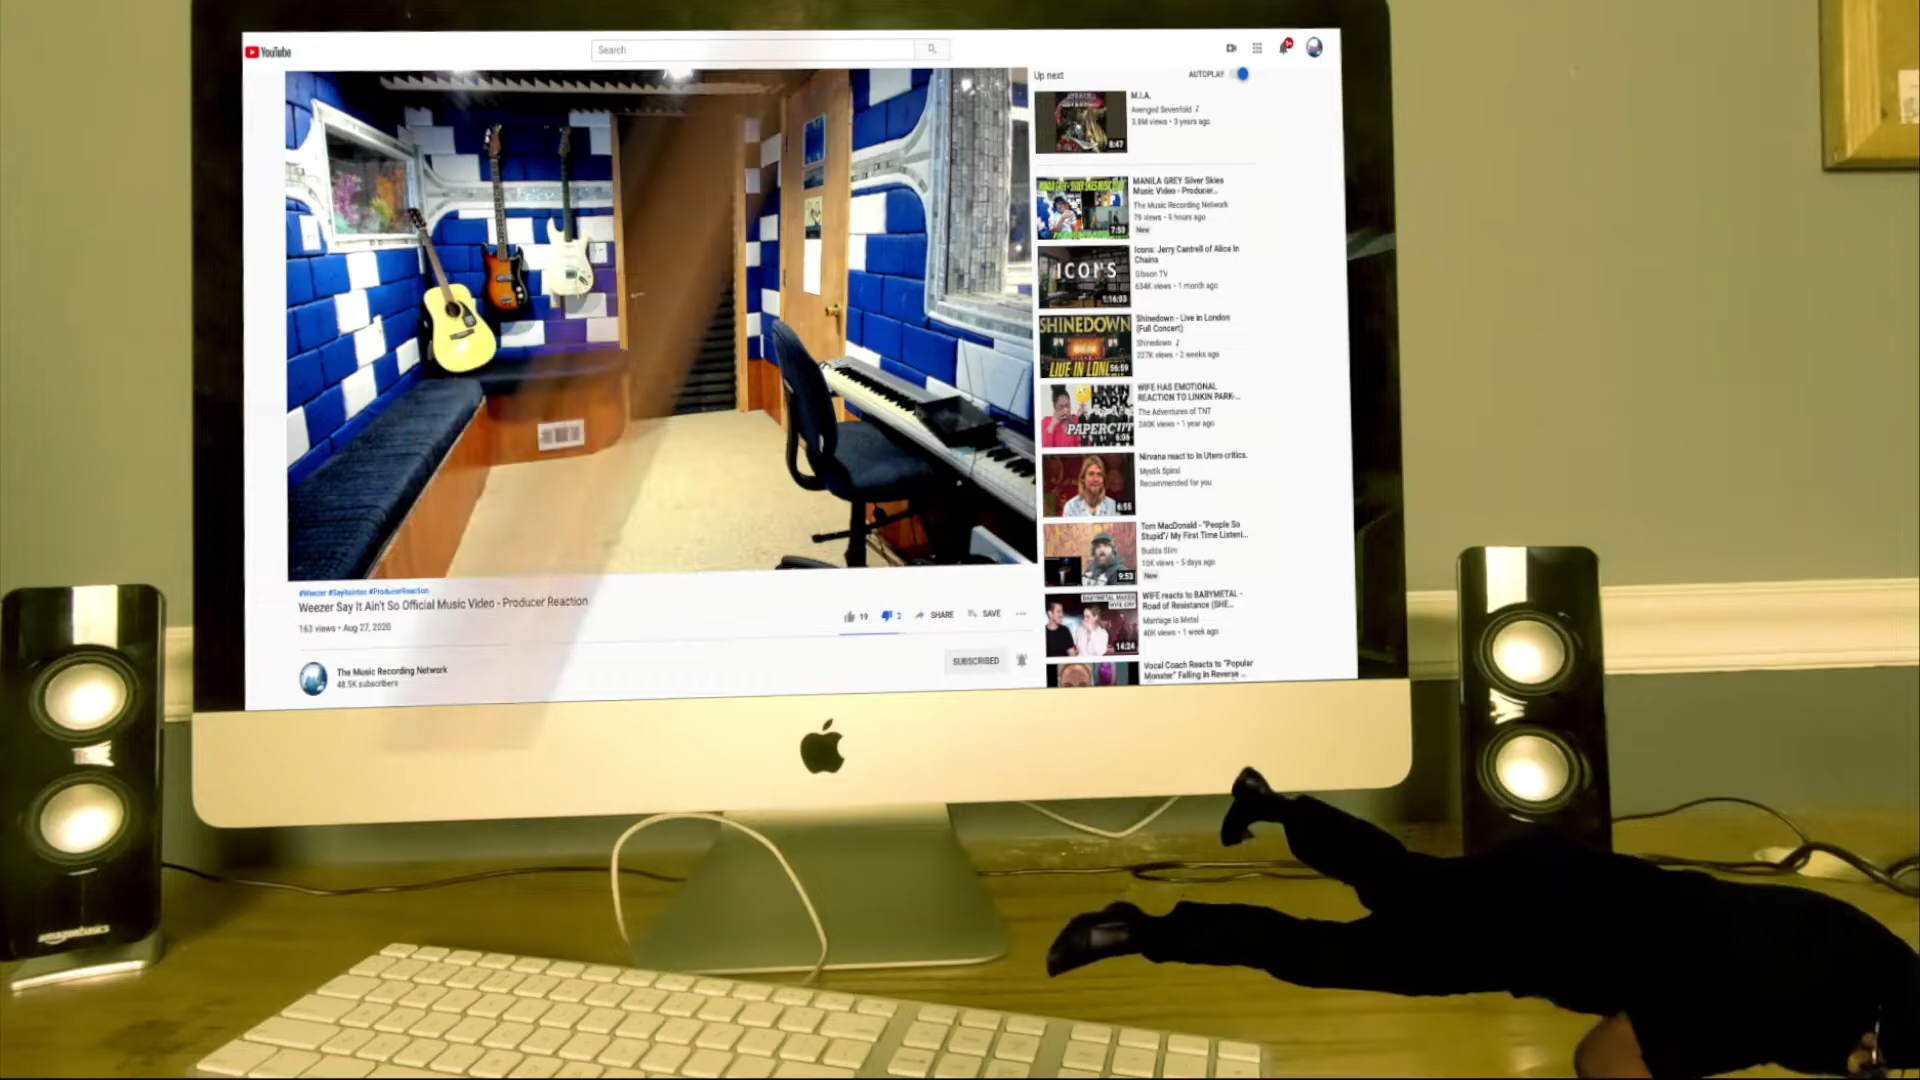 YouTube
Search
Up next
AUTOPLAY
M.I.A.
Avenged Sevenfold
3.8M views • 3 years ago
8:47
MANILA GREY Silver Skies
Music Video - Producer...
The Music Recording Network
79 views • 9 hours ago
New
7:50
Icons: Jerry Cantrell of Alice In
Chains
Gibson TV
634K views • 1 month ago
ICONS
1:16:03
Shinedown - Live in London
(Full Concert)
Shinedown
227K views • 2 weeks ago
SHINEDOWN
LIVE IN LON
56:59
WIFE HAS EMOTIONAL
REACTION TO LINKIN PARK-...
The Adventures of TNT
240K views • 1 year ago
LINKIN
PARK
PAPERCUT
6:06
Nirvana react to In Utero critics.
Mystik Spiral
Recommended for you
6:55
Tom MacDonald - "People So
Stupid"/ My First Time Listeni...
Budda Slim
10K views • 5 days ago
New
9:53
WIFE reacts to BABYMETAL -
Road of Resistance (SHE...
Marriage la Metal
40K views • 1 week ago
BABYMETAL MAKES
14:24
Vocal Coach Reacts to "Popular
Monster" Falling In Reverse ...
#Weezer #SayItAintSo #ProducerReaction
Weezer Say It Ain't So Official Music Video - Producer Reaction
163 views • Aug 27, 2020
19
2
SHARE
SAVE
The Music Recording Network
48.5K subscribers
SUBSCRIBED
amazonbasics